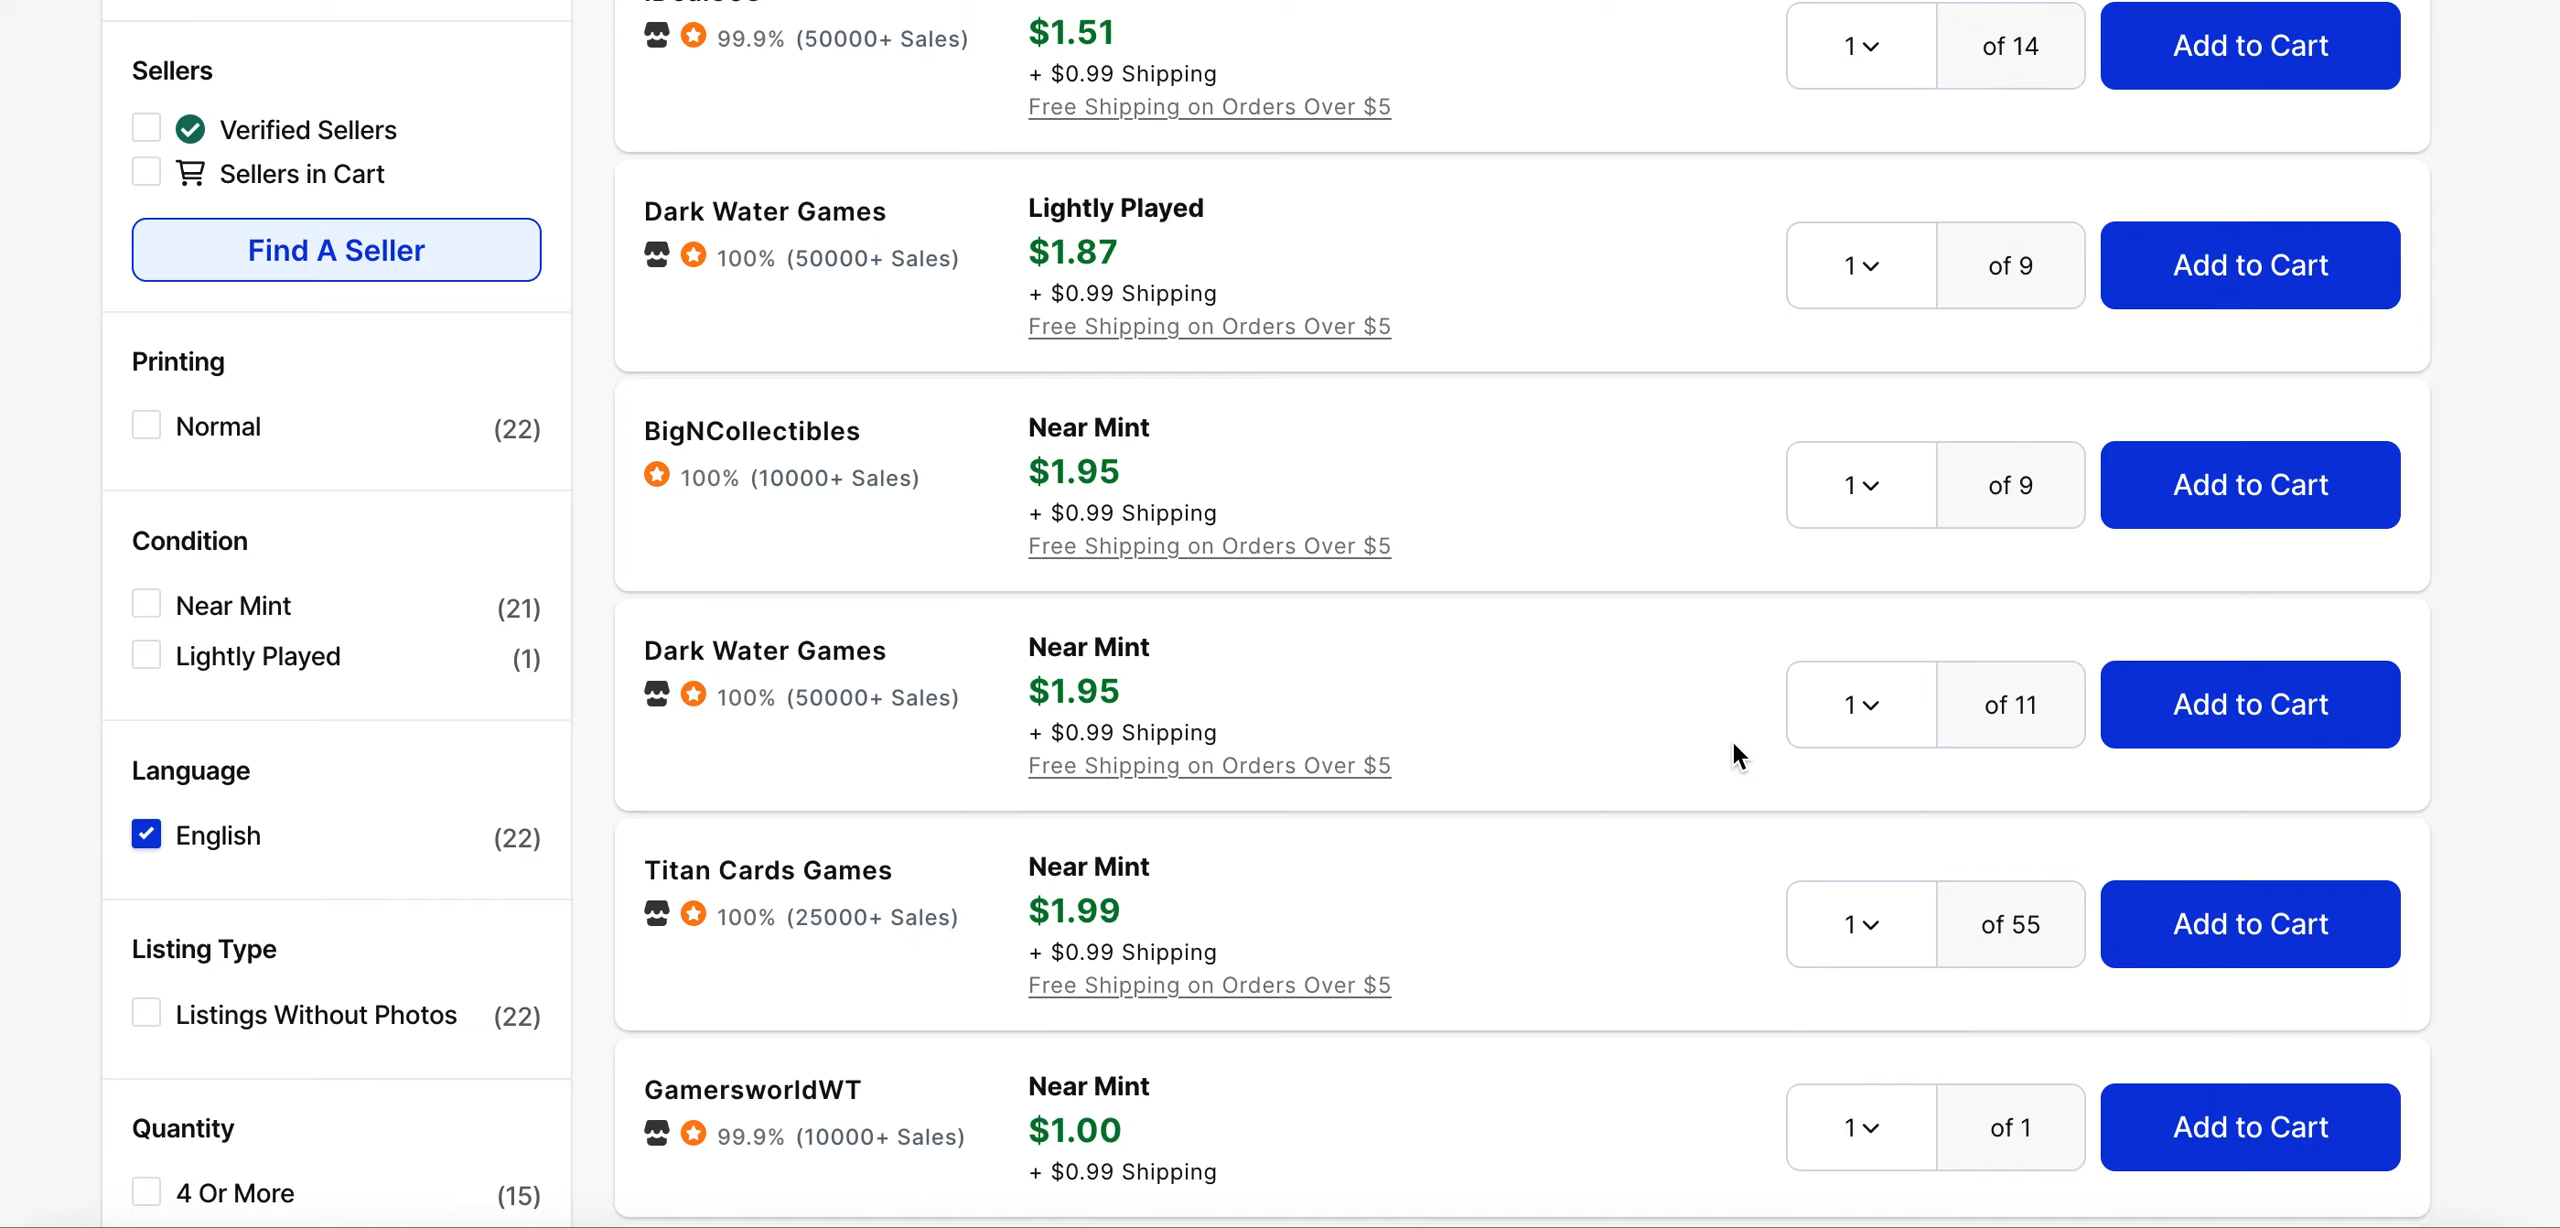 Sellers
Verified Sellers
Sellers in Cart
Find A Seller
Printing
Normal (22)
Condition
Near Mint (21)
Lightly Played (1)
Language
English (22)
Listing Type
Listings Without Photos (22)
Quantity
4 Or More (15)
99.9% (50000+ Sales)
$1.51
+ $0.99 Shipping
Free Shipping on Orders Over $5
1 of 14 Add to Cart
Dark Water Games
100% (50000+ Sales)
Lightly Played
$1.87
+ $0.99 Shipping
Free Shipping on Orders Over $5
1 of 9 Add to Cart
BigNCollectibles
100% (10000+ Sales)
Near Mint
$1.95
+ $0.99 Shipping
Free Shipping on Orders Over $5
1 of 9 Add to Cart
Dark Water Games
100% (50000+ Sales)
Near Mint
$1.95
+ $0.99 Shipping
Free Shipping on Orders Over $5
1 of 11 Add to Cart
Titan Cards Games
100% (25000+ Sales)
Near Mint
$1.99
+ $0.99 Shipping
Free Shipping on Orders Over $5
1 of 55 Add to Cart
GamersworldWT
99.9% (10000+ Sales)
Near Mint
$1.00
+ $0.99 Shipping
1 of 1 Add to Cart